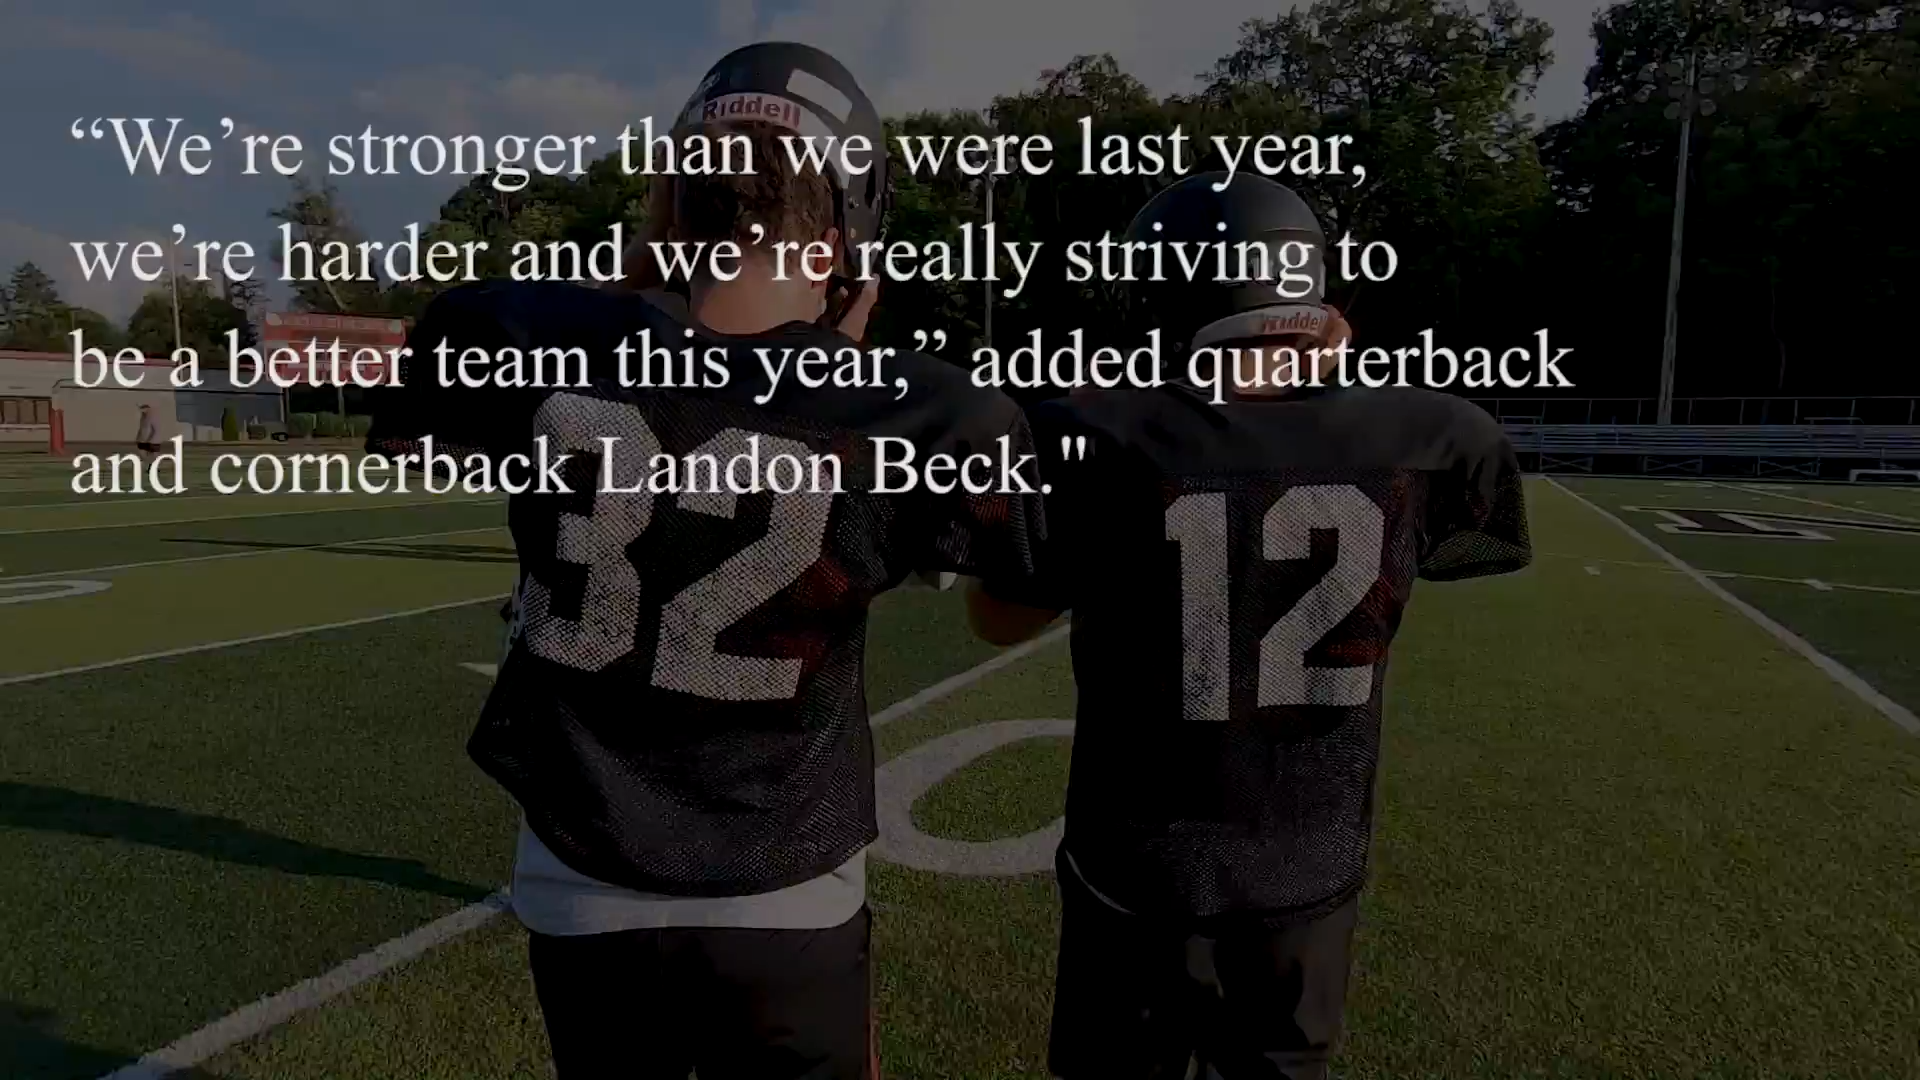 Riddell
“We’re stronger than we were last year,
we’re harder and we’re really striving to
be a better team this year,” added quarterback
and cornerback Landon Beck."
Riddell
32
12